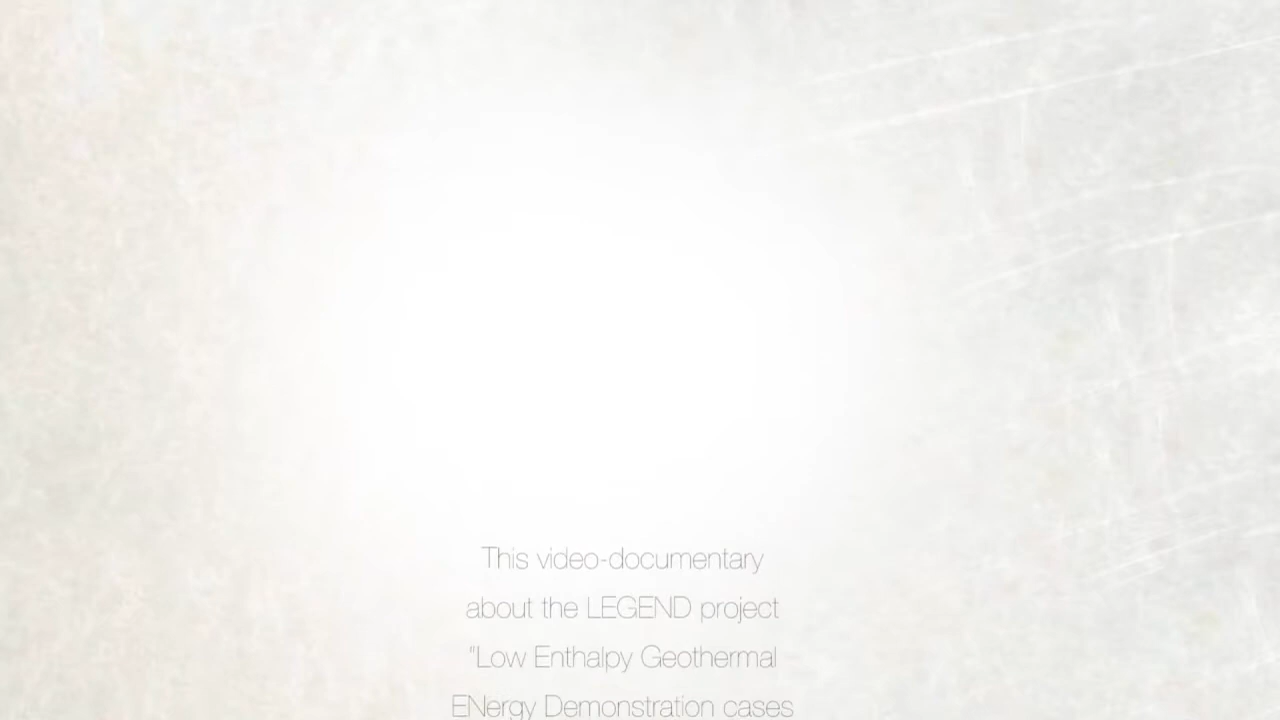 This video-documentary
about the LEGEND project
"Low Enthalpy Geothermal
ENergy Demonstration cases